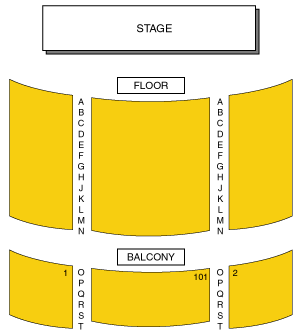 STAGE
FLOOR
A A
B B
C C
D D
E E
F F
G G
H H
J J
K K
L L
M M
N N
BALCONY
1 O 101 O 2
P P
Q Q
R R
S S
T T